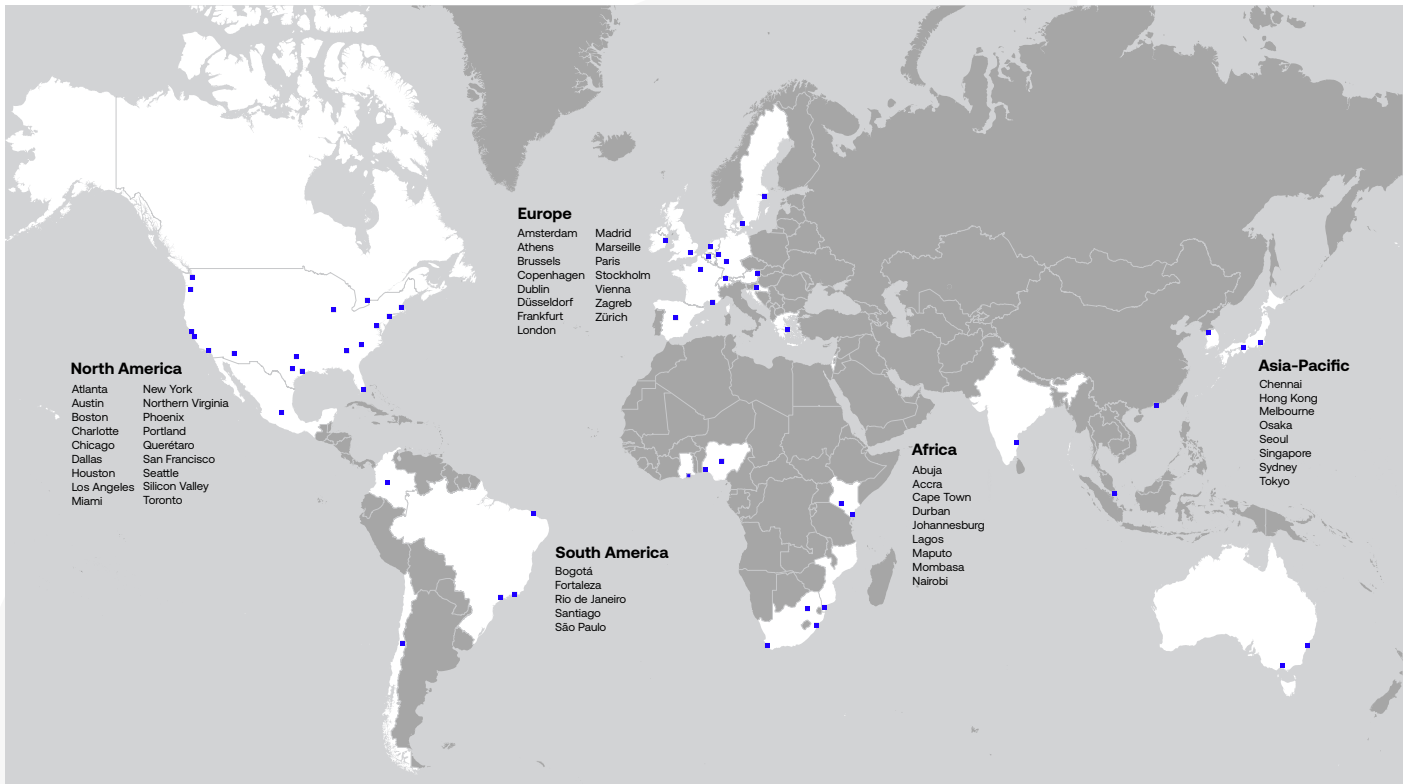 Europe
Amsterdam
Athens
Brussels
Copenhagen
Dublin
Düsseldorf
Frankfurt
London
Madrid
Marseille
Paris
Stockholm
Vienna
Zagreb
Zürich
North America
Atlanta
Austin
Boston
Charlotte
Chicago
Dallas
Houston
Los Angeles
Miami
New York
Northern Virginia
Phoenix
Portland
Querétaro
San Francisco
Seattle
Silicon Valley
Toronto
South America
Bogotá
Fortaleza
Rio de Janeiro
Santiago
São Paulo
Africa
Abuja
Accra
Cape Town
Durban
Johannesburg
Lagos
Maputo
Mombasa
Nairobi
Asia-Pacific
Chennai
Hong Kong
Melbourne
Osaka
Seoul
Singapore
Sydney
Tokyo